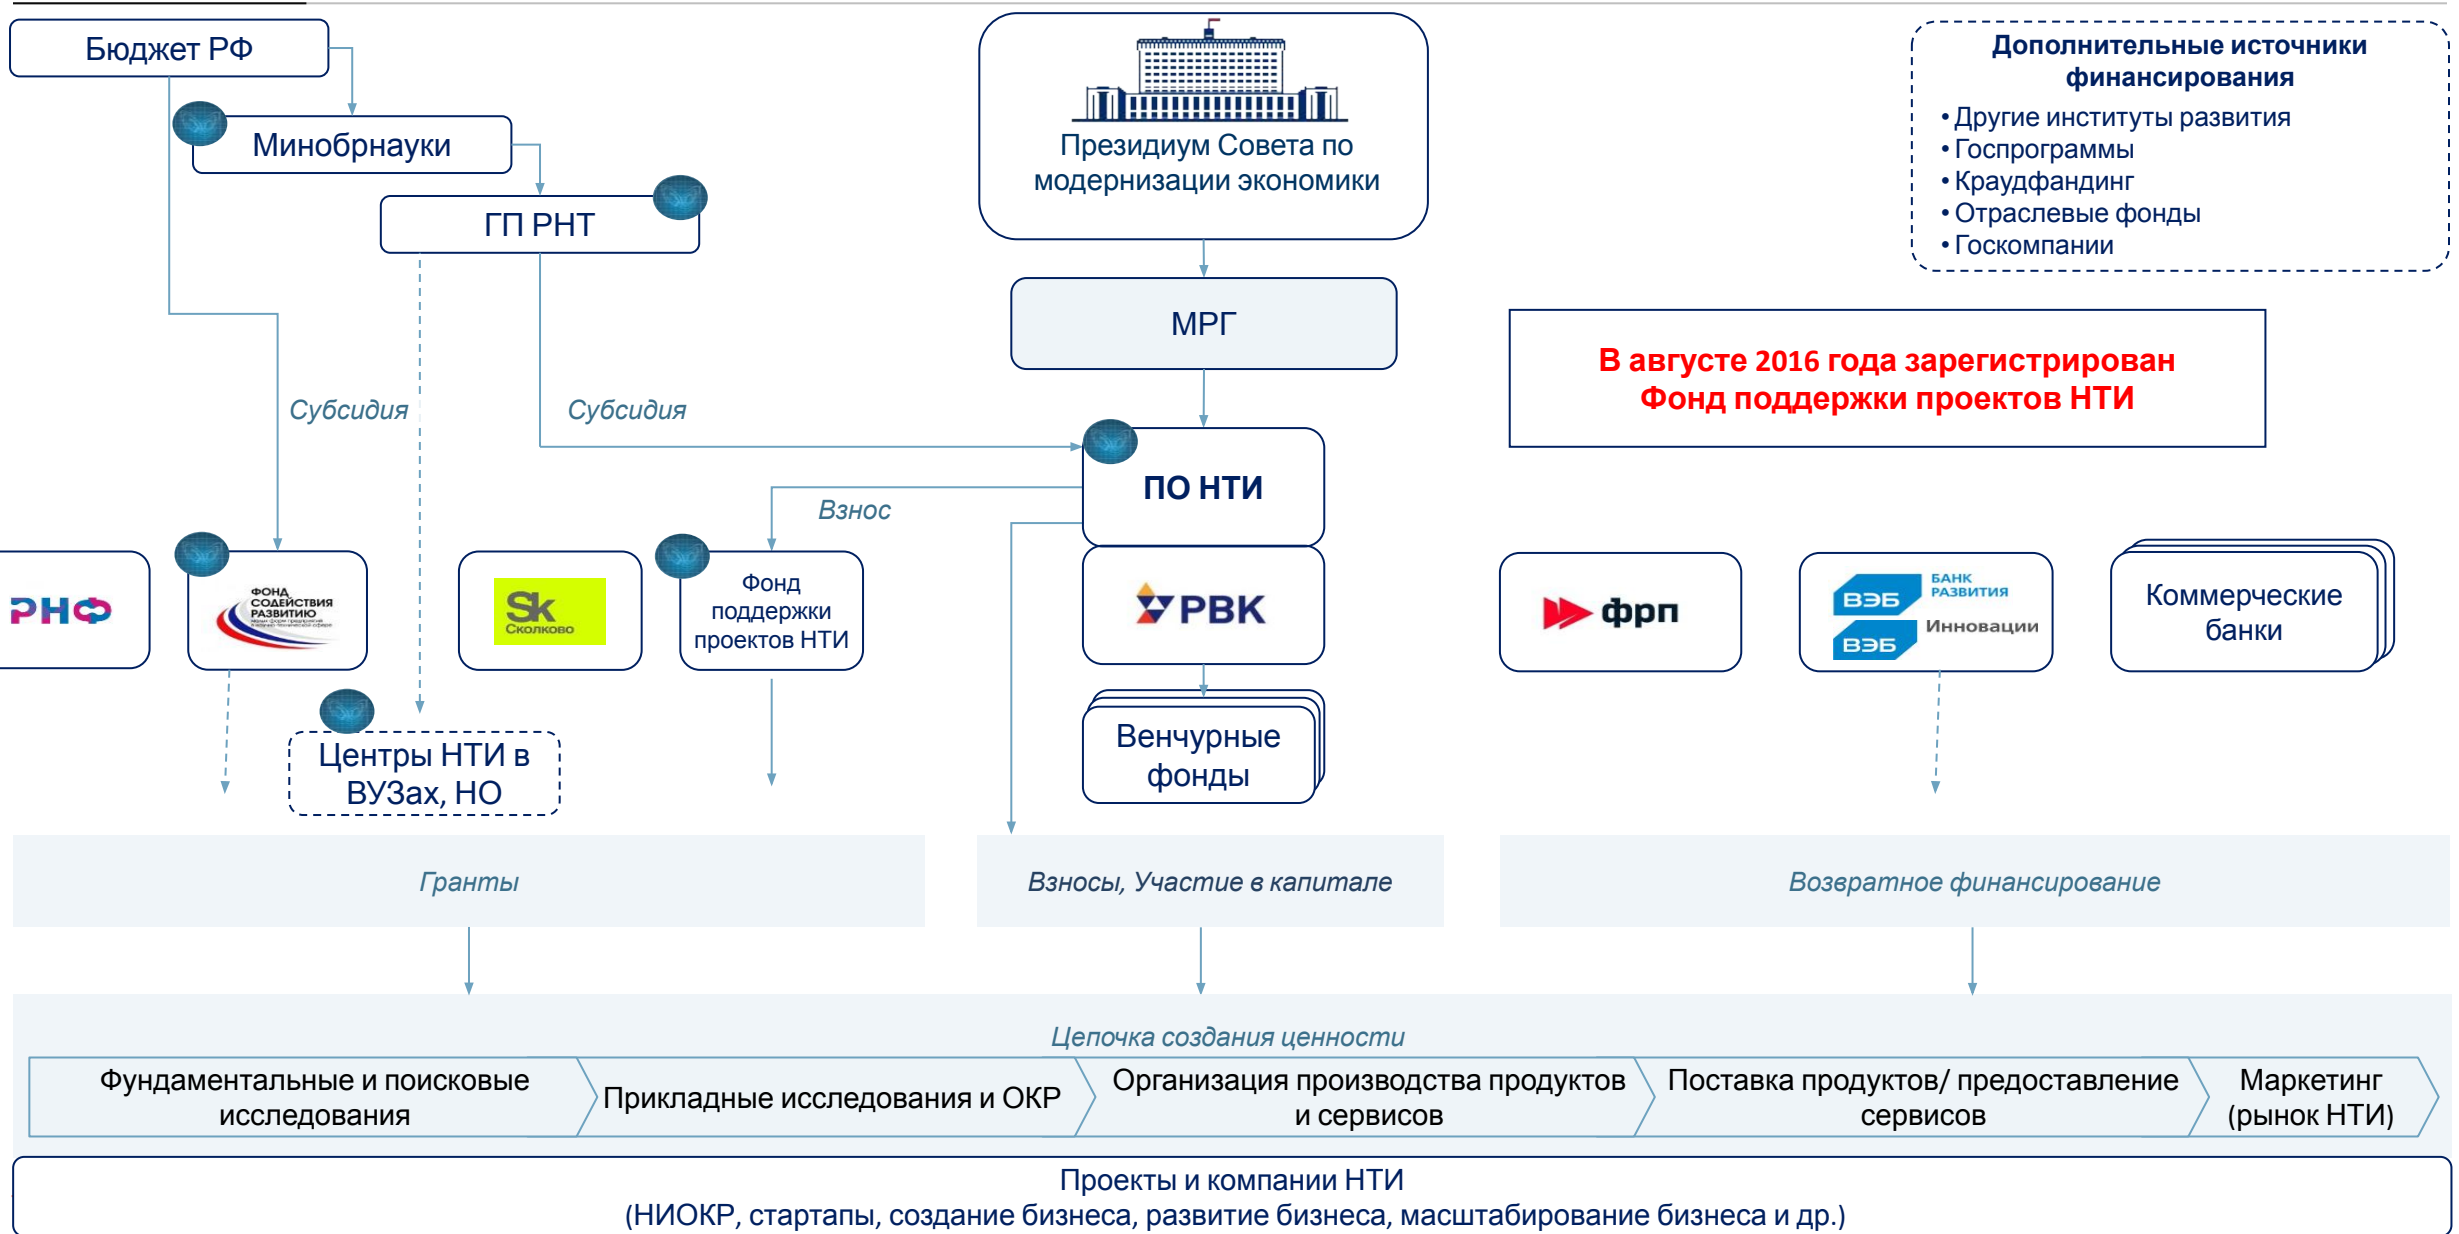 Бюджет РФ
Минобрнауки
ГП РНТ
Президиум Совета по
модернизации экономики
Дополнительные источники
финансирования
• Другие институты развития
• Госпрограммы
• Краудфандинг
• Отраслевые фонды
• Госкомпании
МРГ
В августе 2016 года зарегистрирован
Фонд поддержки проектов НТИ
Субсидия
Субсидия
ПО НТИ
Взнос
РНФ
ФОНД
СОДЕЙСТВИЯ
РАЗВИТИЮ
Sk
Сколково
Фонд
поддержки
проектов НТИ
РВК
фрп
ВЭБ
БАНК
РАЗВИТИЯ
ВЭБ
Инновации
Коммерческие
банки
Центры НТИ в
ВУЗах, НО
Венчурные
фонды
Гранты
Взносы, Участие в капитале
Возвратное финансирование
Цепочка создания ценности
Фундаментальные и поисковые
исследования
Прикладные исследования и ОКР
Организация производства продуктов
и сервисов
Поставка продуктов/ предоставление
сервисов
Маркетинг
(рынок НТИ)
Проекты и компании НТИ
(НИОКР, стартапы, создание бизнеса, развитие бизнеса, масштабирование бизнеса и др.)